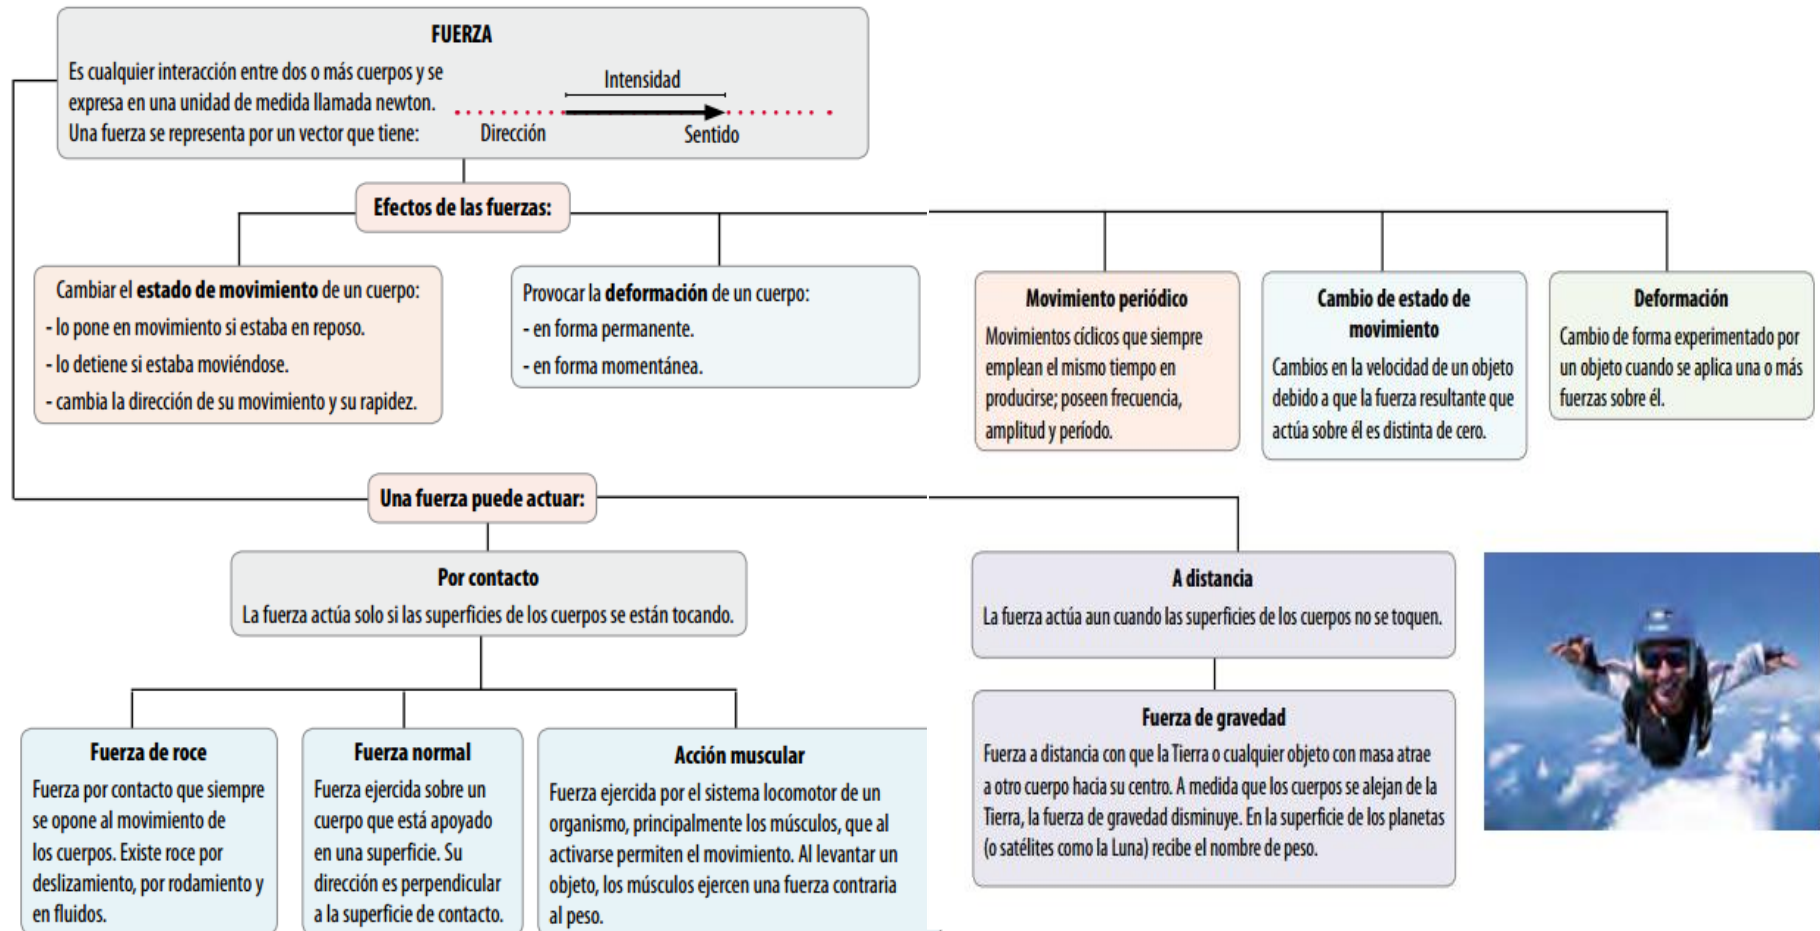 FUERZA
Es cualquier interacción entre dos o más cuerpos y se
expresa en una unidad de medida llamada newton.
Una fuerza se representa por un vector que tiene:
Intensidad
Dirección
Sentido
Efectos de las fuerzas:
Cambiar el estado de movimiento de un cuerpo:
- lo pone en movimiento si estaba en reposo.
- lo detiene si estaba moviéndose.
- cambia la dirección de su movimiento y su rapidez.
Provocar la deformación de un cuerpo:
- en forma permanente.
- en forma momentánea.
Movimiento periódico
Movimientos cíclicos que siempre
emplean el mismo tiempo en
producirse; poseen frecuencia,
amplitud y período.
Cambio de estado de
movimiento
Cambios en la velocidad de un objeto
debido a que la fuerza resultante que
actúa sobre él es distinta de cero.
Deformación
Cambio de forma experimentado por
un objeto cuando se aplica una o más
fuerzas sobre él.
Una fuerza puede actuar:
Por contacto
La fuerza actúa solo si las superficies de los cuerpos se están tocando.
A distancia
La fuerza actúa aun cuando las superficies de los cuerpos no se toquen.
Fuerza de roce
Fuerza por contacto que siempre
se opone al movimiento de
los cuerpos. Existe roce por
deslizamiento, por rodamiento y
en fluidos.
Fuerza normal
Fuerza ejercida sobre un
cuerpo que está apoyado
en una superficie. Su
dirección es perpendicular
a la superficie de contacto.
Acción muscular
Fuerza ejercida por el sistema locomotor de un
organismo, principalmente los músculos, que al
activarse permiten el movimiento. Al levantar un
objeto, los músculos ejercen una fuerza contraria
al peso.
Fuerza de gravedad
Fuerza a distancia con que la Tierra o cualquier objeto con masa atrae
a otro cuerpo hacia su centro. A medida que los cuerpos se alejan de la
Tierra, la fuerza de gravedad disminuye. En la superficie de los planetas
(o satélites como la Luna) recibe el nombre de peso.